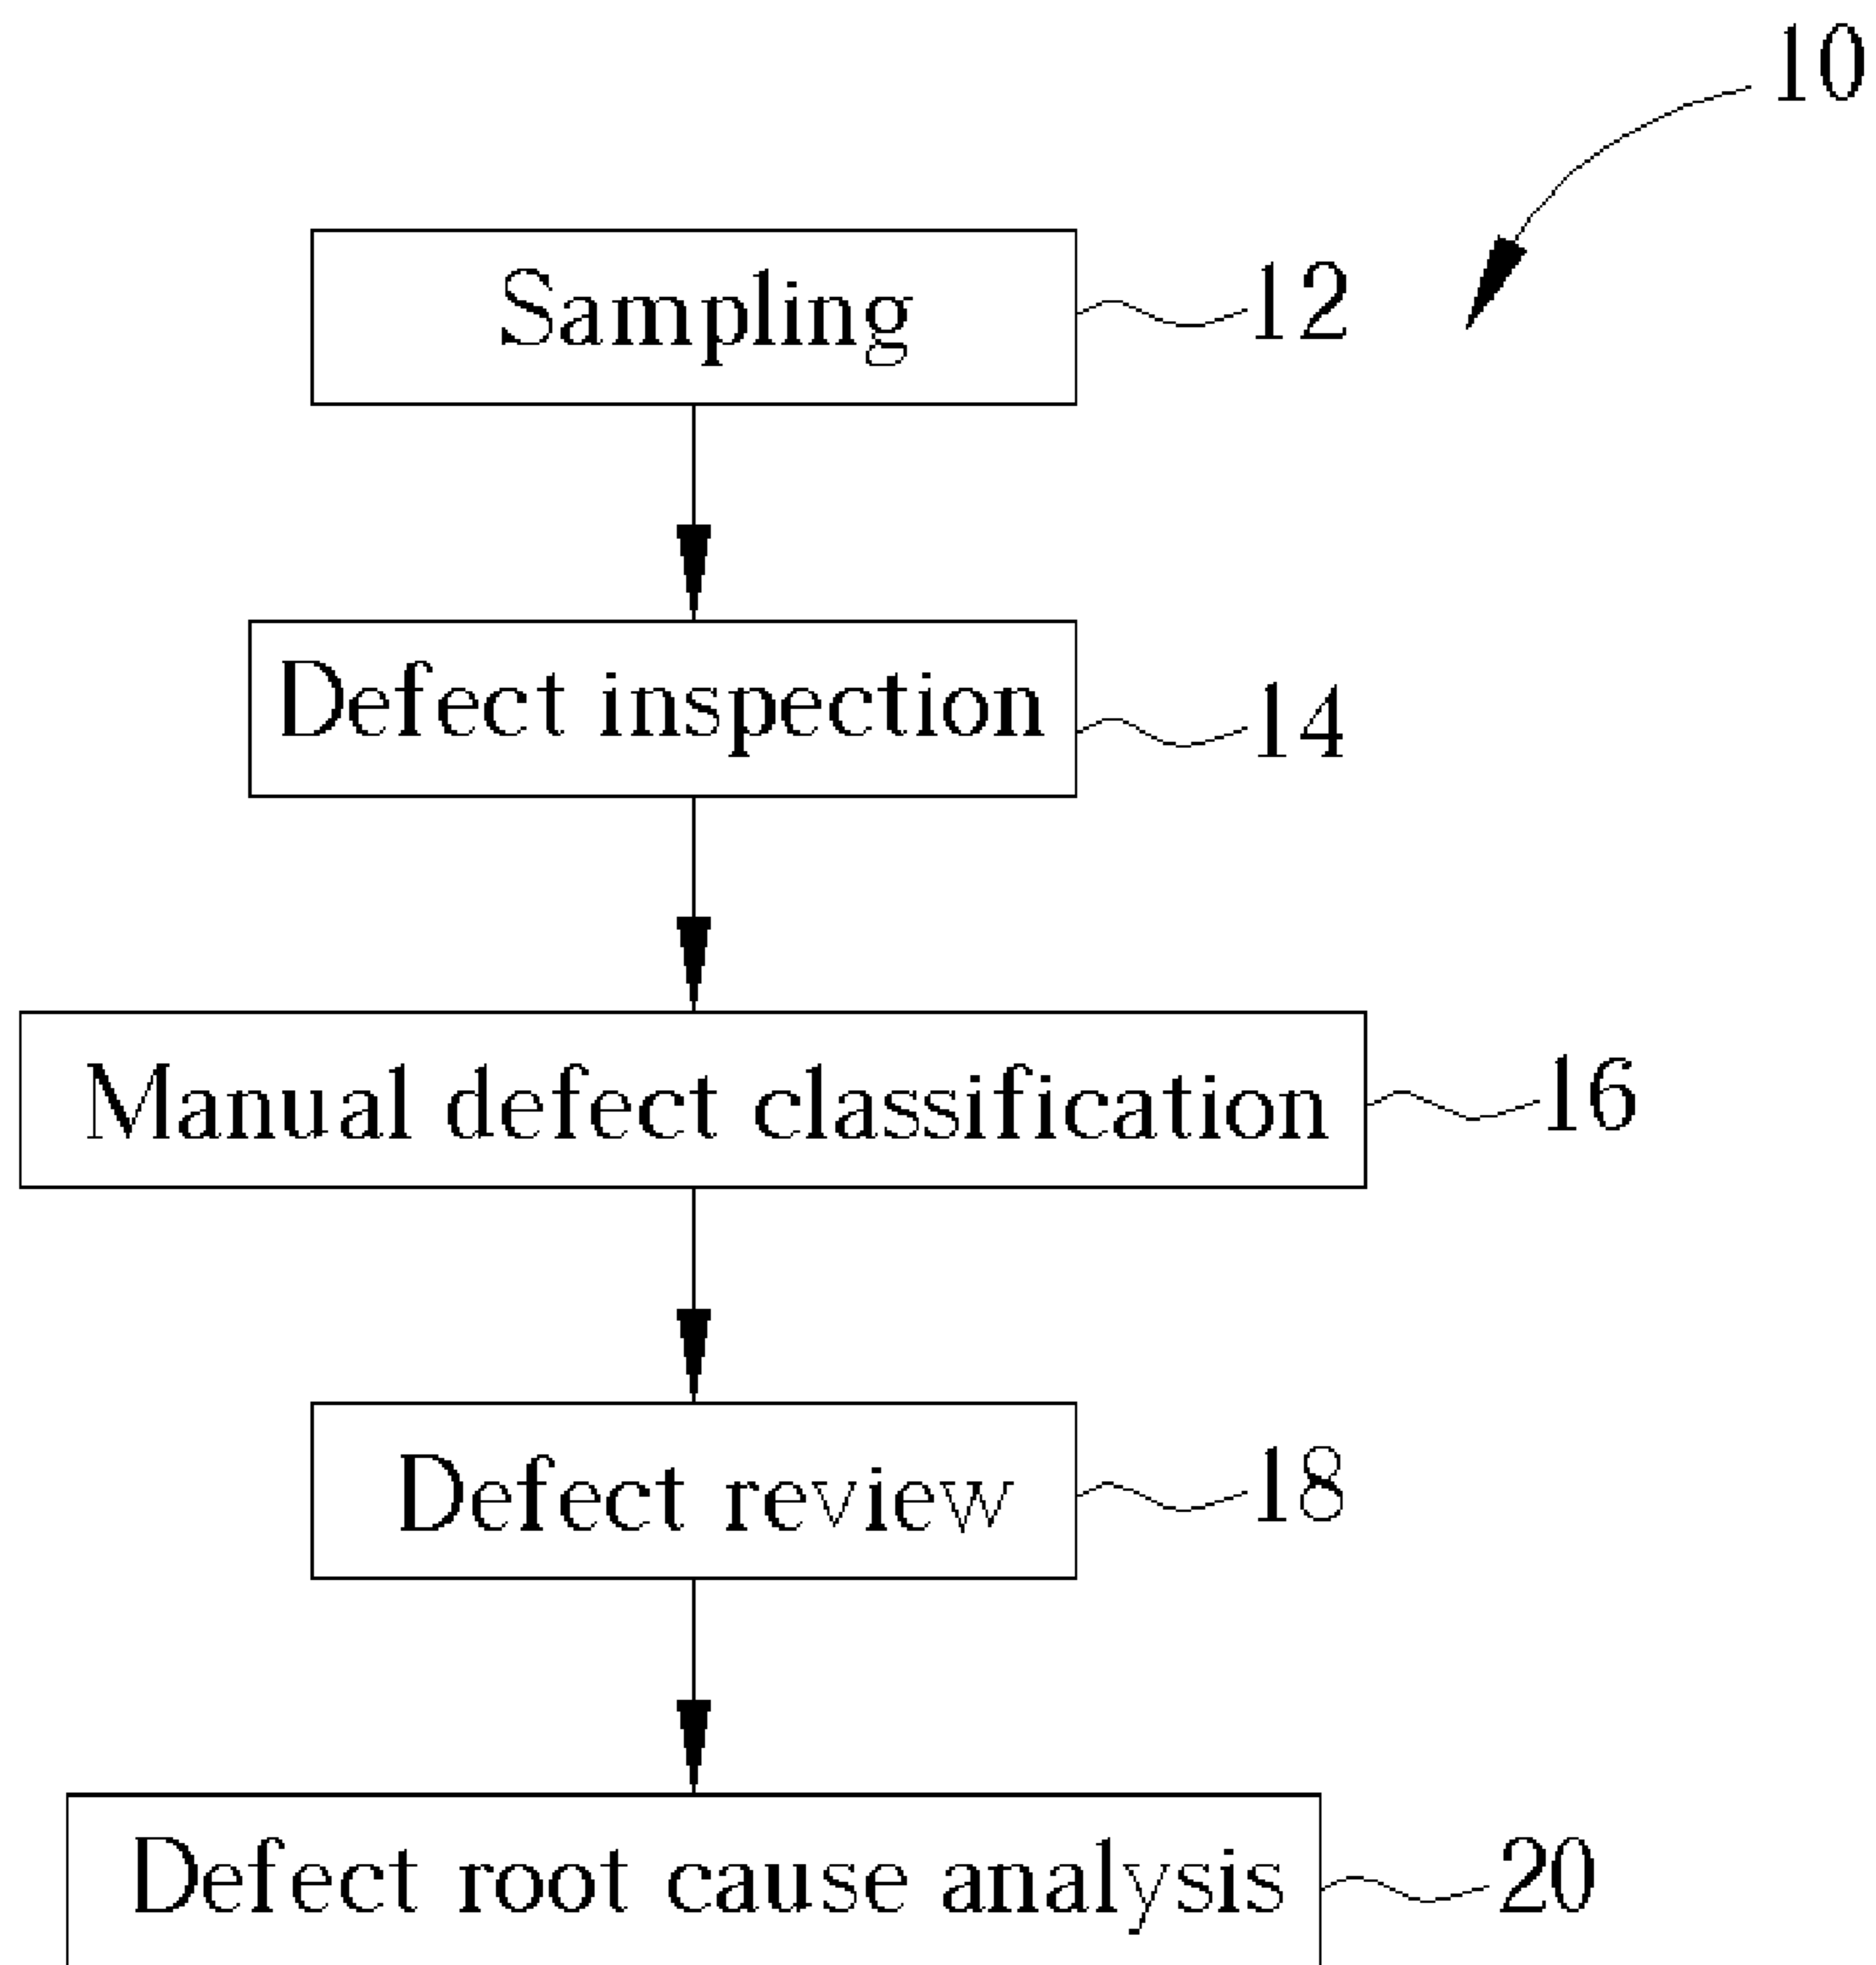 10
Sampling 12
Defect inspection 14
Manual defect classification 16
Defect review 18
Defect root cause analysis 20